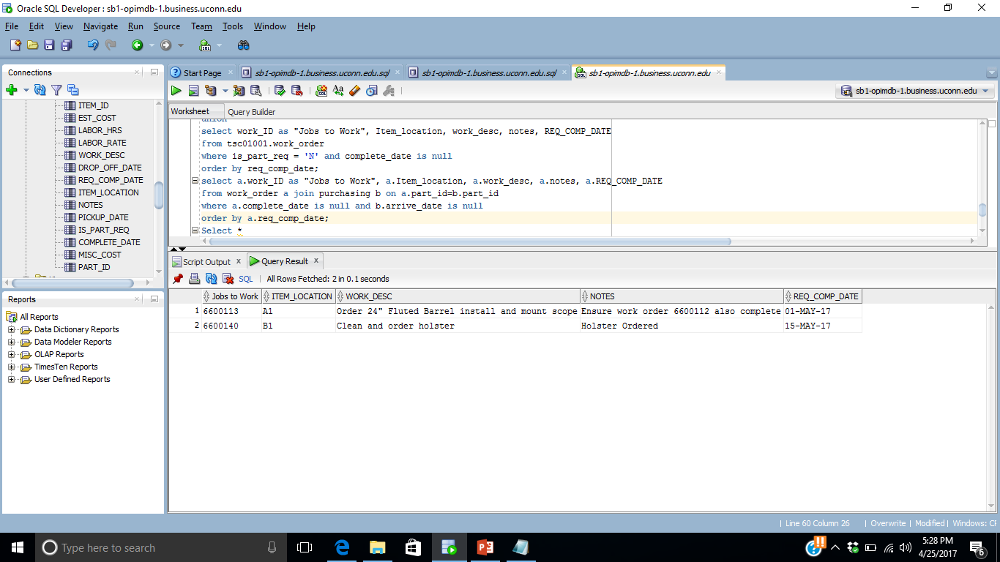 Oracle SQL Developer : sb1-opimdb-1.business.uconn.edu
File Edit View Navigate Run Source Team Tools Window Help
Connections
ITEM_ID
EST_COST
LABOR_HRS
LABOR_RATE
WORK_DESC
DROP_OFF_DATE
REQ_COMP_DATE
ITEM_LOCATION
NOTES
PICKUP_DATE
IS_PART_REQ
COMPLETE_DATE
MISC_COST
PART_ID
Reports
All Reports
Data Dictionary Reports
Data Modeler Reports
OLAP Reports
TimesTen Reports
User Defined Reports
Start Page sb1-opimdb-1.business.uconn.edu.sql sb1-opimdb-1.business.uconn.edu.sql sb1-opimdb-1.business.uconn.edu
sb1-opimdb-1.business.uconn.edu
Worksheet Query Builder
union
select work_ID as "Jobs to Work", Item_location, work_desc, notes, REQ_COMP_DATE
from tsc01001.work_order
where is_part_req = 'N' and complete_date is null
order by req_comp_date;
select a.work_ID as "Jobs to Work", a.Item_location, a.work_desc, a.notes, a.REQ_COMP_DATE
from work_order a join purchasing b on a.part_id=b.part_id
where a.complete_date is null and b.arrive_date is null
order by a.req_comp_date;
Select *
Script Output x Query Result x
SQL | All Rows Fetched: 2 in 0.1 seconds
Jobs to Work ITEM_LOCATION WORK_DESC NOTES REQ_COMP_DATE
1 6600113 A1 Order 24" Fluted Barrel install and mount scope Ensure work order 6600112 also complete 01-MAY-17
2 6600140 B1 Clean and order holster Holster Ordered 15-MAY-17
| Line 60 Column 26 | Overwrite | Modified | Windows: CF
Type here to search
5:28 PM
4/25/2017
6